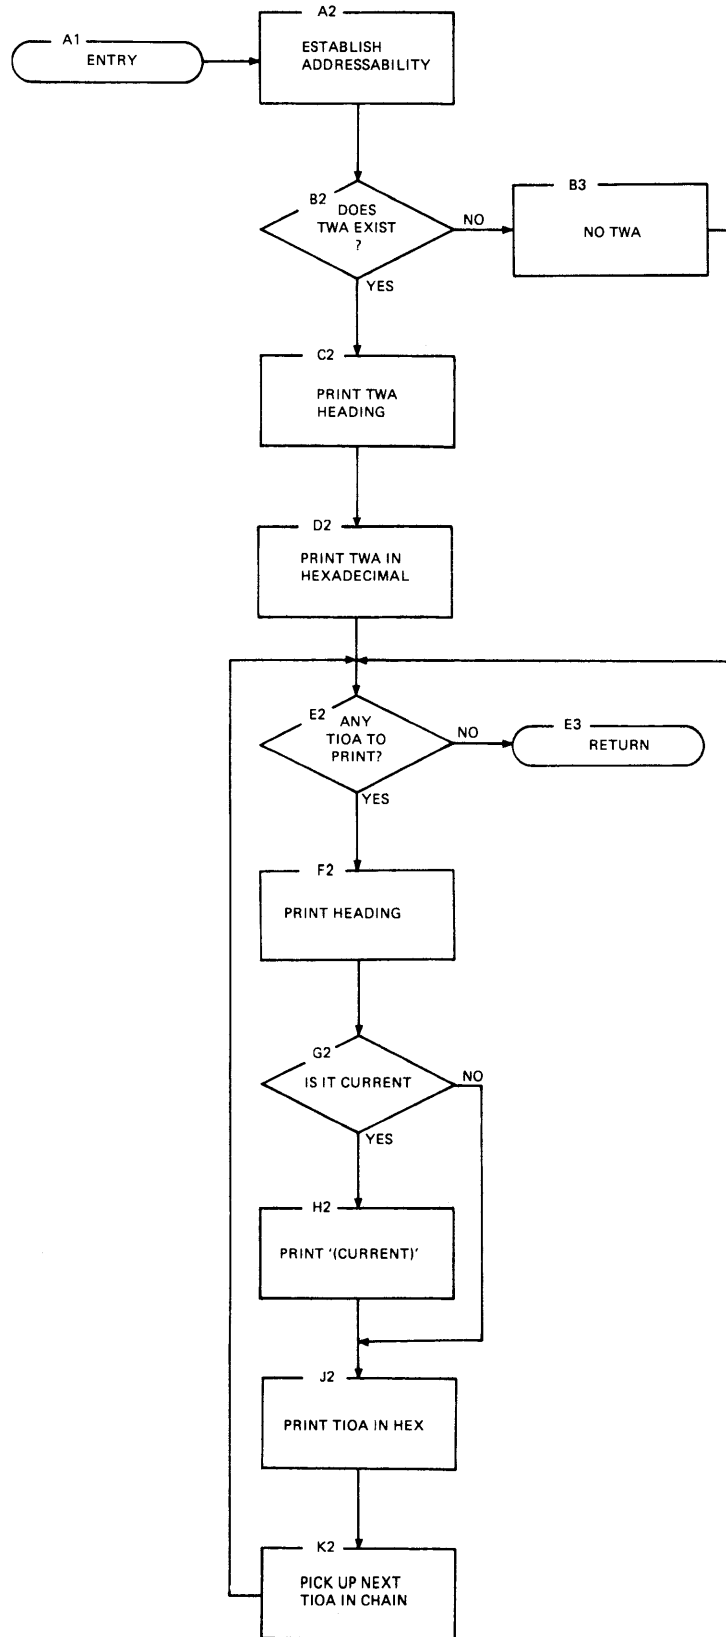 A1
ENTRY
A2
ESTABLISH
ADDRESSABILITY
B2
DOES
TWA EXIST
?
NO
YES
B3
NO TWA
C2
PRINT TWA
HEADING
D2
PRINT TWA IN
HEXADECIMAL
E2
ANY
TIOA TO
PRINT?
NO
YES
E3
RETURN
F2
PRINT HEADING
G2
IS IT CURRENT
NO
YES
H2
PRINT '(CURRENT)'
J2
PRINT TIOA IN HEX
K2
PICK UP NEXT
TIOA IN CHAIN